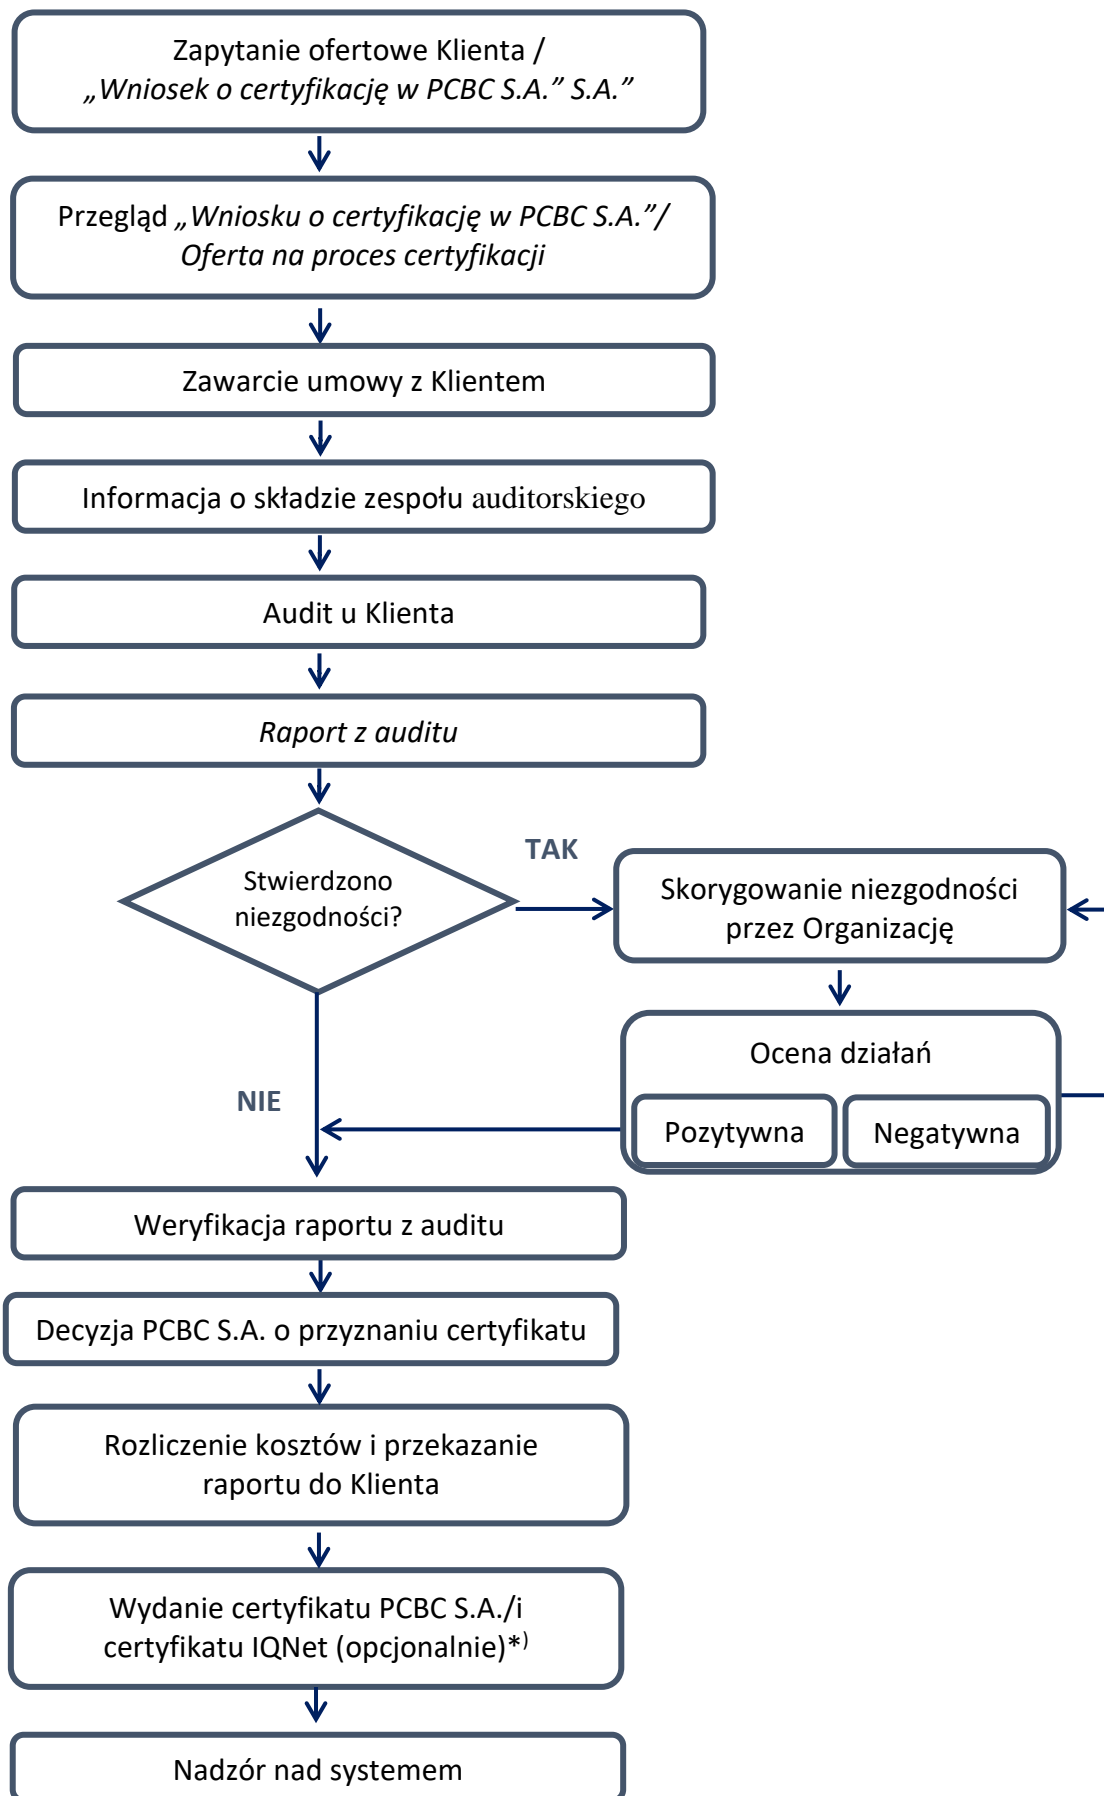 Zapytanie ofertowe Klienta /
„Wniosek o certyfikację w PCBC S.A.” S.A.”
Przegląd „Wniosku o certyfikację w PCBC S.A.”/
Oferta na proces certyfikacji
Zawarcie umowy z Klientem
Informacja o składzie zespołu auditorskiego
Audit u Klienta
Raport z auditu
Stwierdzono
niezgodności?
TAK
Skorygowanie niezgodności
przez Organizację
Ocena działań
Pozytywna
Negatywna
NIE
Weryfikacja raportu z auditu
Decyzja PCBC S.A. o przyznaniu certyfikatu
Rozliczenie kosztów i przekazanie
raportu do Klienta
Wydanie certyfikatu PCBC S.A./i
certyfikatu IQNet (opcjonalnie)*)
Nadzór nad systemem